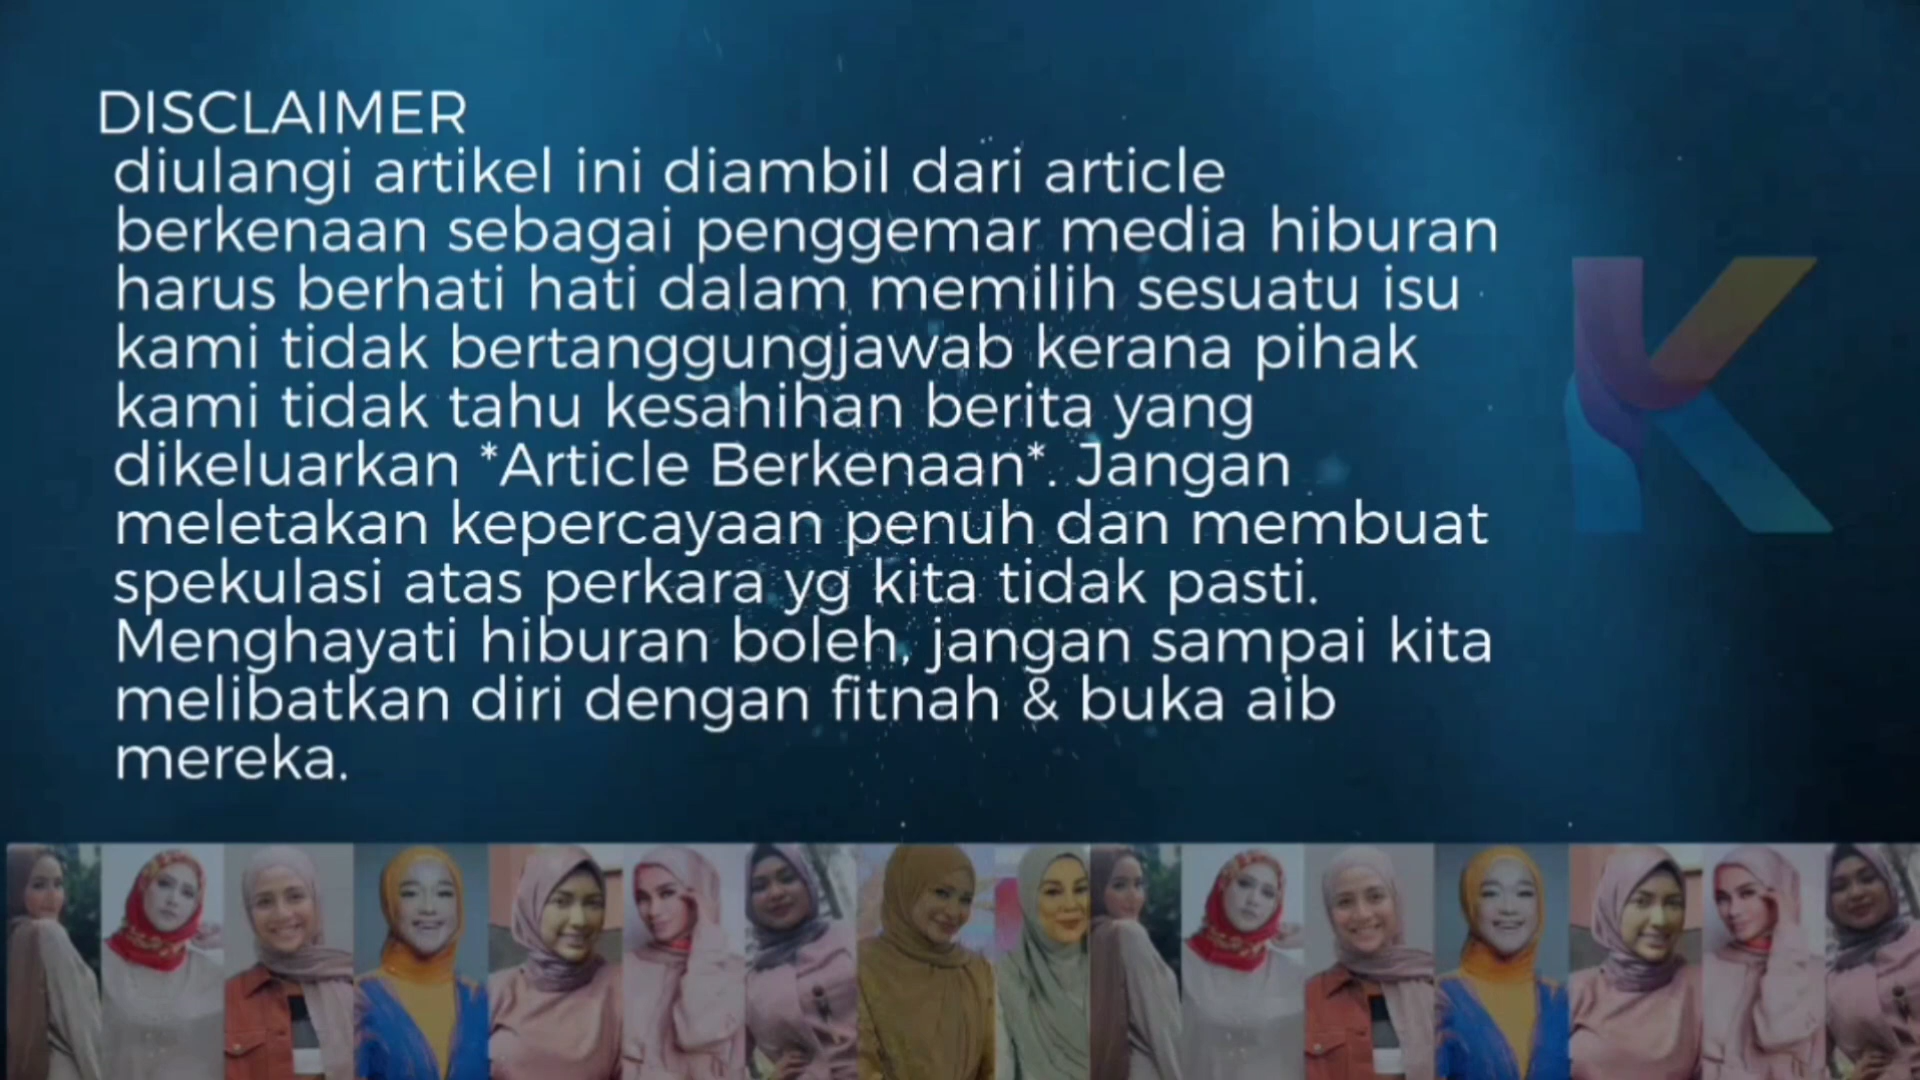 DISCLAIMER
diulangi artikel ini diambil dari article
berkenaan sebagai penggemar media hiburan
harus berhati hati dalam memilih sesuatu isu
kami tidak bertanggungjawab kerana pihak
kami tidak tahu kesahihan berita yang
dikeluarkan *Article Berkenaan*. Jangan
meletakan kepercayaan penuh dan membuat
spekulasi atas perkara yg kita tidak pasti.
Menghayati hiburan boleh, jangan sampai kita
melibatkan diri dengan fitnah & buka aib
mereka.
K